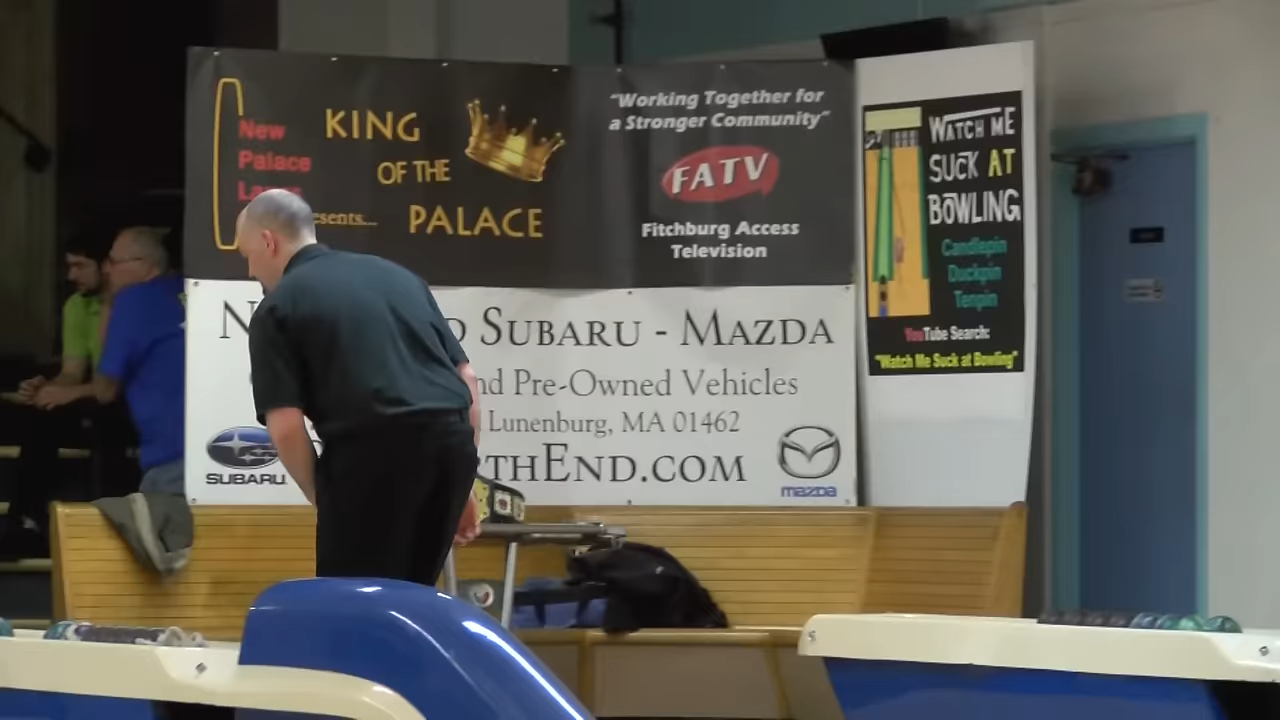 New
Palace
KING
OF THE
PALACE
"Working Together for
a Stronger Community"
FATV
Fitchburg Access
Television
SUBARU - MAZDA
Pre-Owned Vehicles
Lunenburg, MA 01462
END.COM
SUBARU
mazda
WATCH ME
SUCK AT
BOWLING
Candlepin
Duckpin
Tenpin
YouTube Search:
"Watch Me Suck at Bowling"